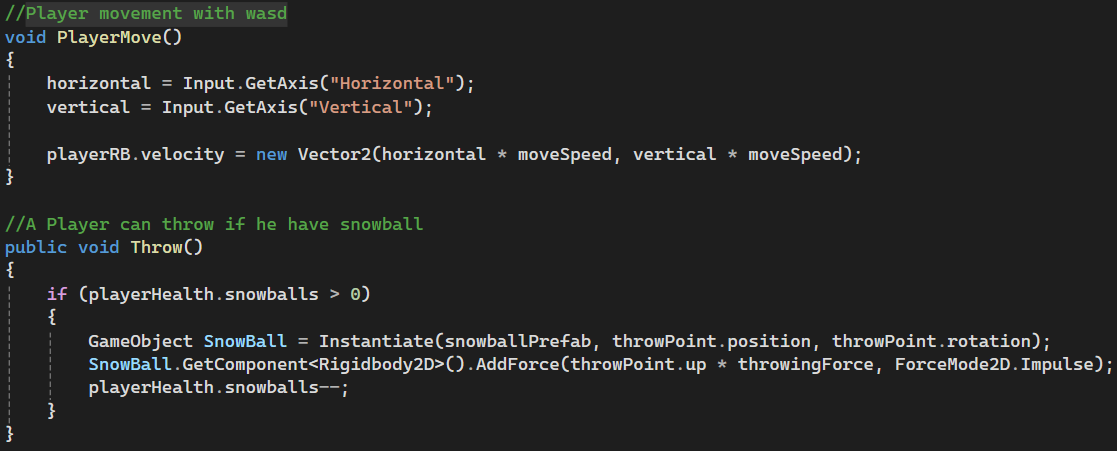 //Player movement with wasd
void PlayerMove()
{
    horizontal = Input.GetAxis("Horizontal");
    vertical = Input.GetAxis("Vertical");

    playerRB.velocity = new Vector2(horizontal * moveSpeed, vertical * moveSpeed);
}

//A Player can throw if he have snowball
public void Throw()
{
    if (playerHealth.snowballs > 0)
    {
        GameObject SnowBall = Instantiate(snowballPrefab, throwPoint.position, throwPoint.rotation);
        SnowBall.GetComponent<Rigidbody2D>().AddForce(throwPoint.up * throwingForce, ForceMode2D.Impulse);
        playerHealth.snowballs--;
    }
}